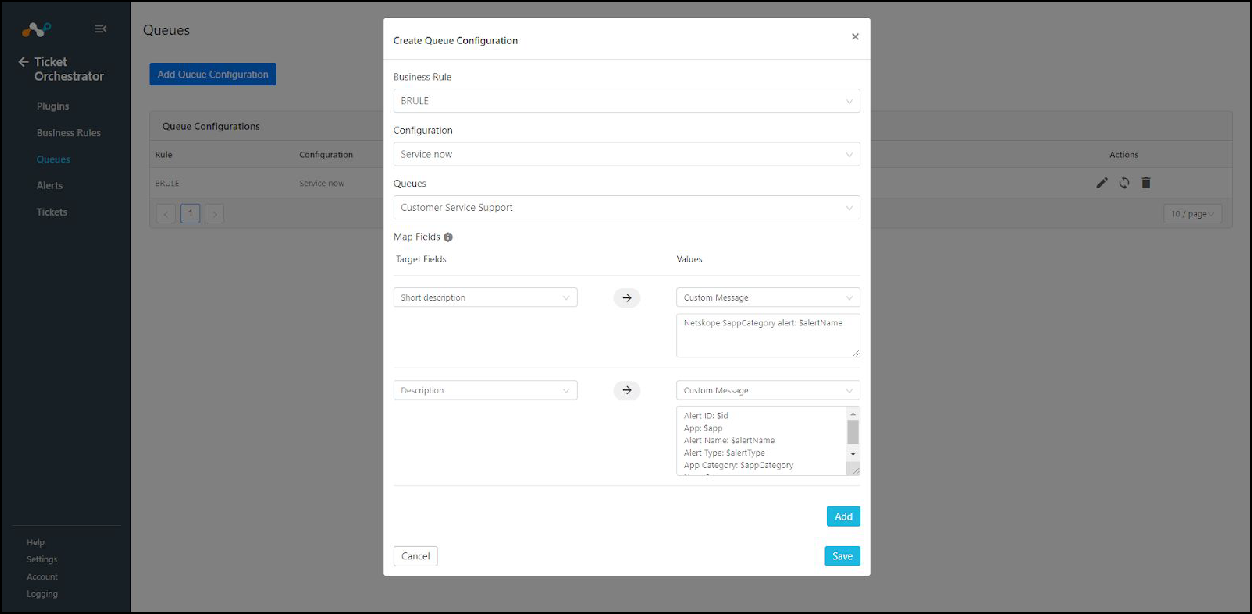 Ticket
Orchestrator
Plugins
Business Rules
Queues
Alerts
Tickets
Help
Settings
Account
Logging
Queues
Add Queue Configuration
Queue Configurations
Rule
Configuration
Actions
BRULE
Service now
1
10 / page
Create Queue Configuration
Business Rule
BRULE
Configuration
Service now
Queues
Customer Service Support
Map Fields
Target Fields
Values
Short description
Custom Message
Netskope $appCategory alert: $alertName
Description
Custom Message
Alert ID: $id
App: $app
Alert Name: $alertName
Alert Type: $alertType
App Category: $appCategory
Add
Cancel
Save